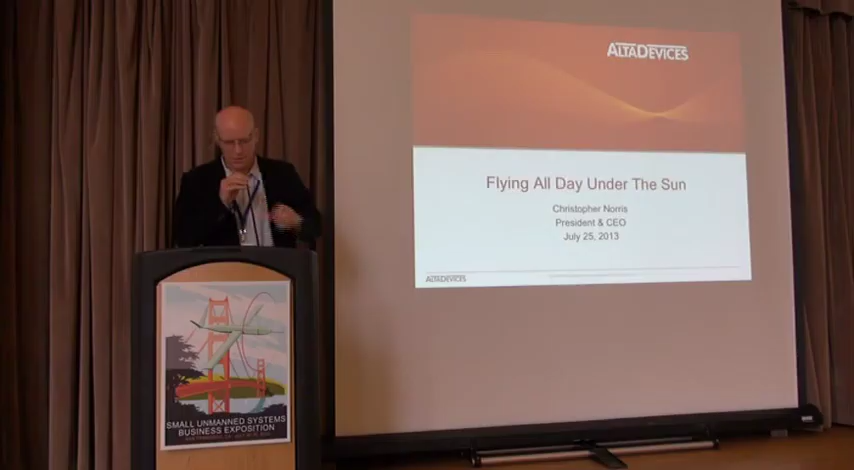 ALTADEVICES
Flying All Day Under The Sun
Christopher Norris
President & CEO
July 25, 2013
ALTADEVICES
SMALL UNMANNED SYSTEMS
BUSINESS EXPOSITION